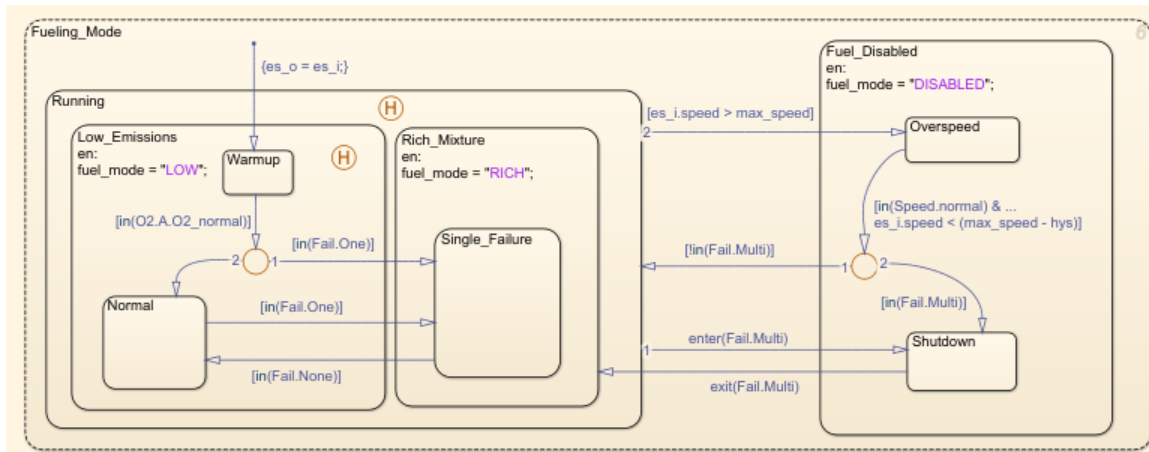 Fueling_Mode
6
{es_o = es_i;}
Running
H
Low_Emissions
en:
fuel_mode = "LOW";
H
Warmup
[in(O2.A.O2_normal)]
2
1
[in(Fail.One)]
Normal
[in(Fail.One)]
[in(Fail.None)]
Rich_Mixture
en:
fuel_mode = "RICH";
Single_Failure
[es_i.speed > max_speed]
2
[!in(Fail.Multi)]
1
enter(Fail.Multi)
exit(Fail.Multi)
Fuel_Disabled
en:
fuel_mode = "DISABLED";
Overspeed
[in(Speed.normal) & ...
es_i.speed < (max_speed - hys)]
1
2
[in(Fail.Multi)]
Shutdown